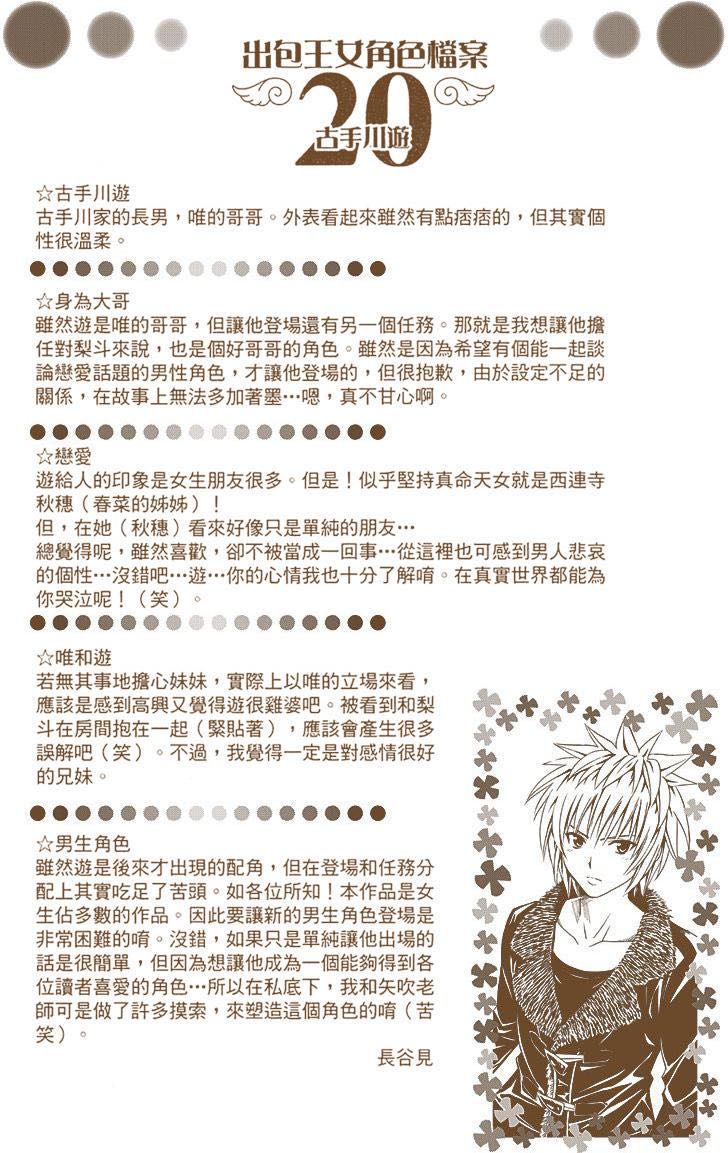 出包王女角色檔案
20
古手川遊
☆古手川遊
古手川家的長男，唯的哥哥。外表看起來雖然有點痞痞的，但其實個
性很溫柔。
☆身為大哥
雖然遊是唯的哥哥，但讓他登場還有另一個任務。那就是我想讓他擔
任對梨斗來說，也是個好哥哥的角色。雖然是因為希望有個能一起談
論戀愛話題的男性角色，才讓他登場的，但很抱歉，由於設定不足的
關係，在故事上無法多加著墨…嗯，真不甘心啊。
☆戀愛
遊給人的印象是女生朋友很多。但是！似乎堅持真命天女就是西連寺
秋穗（春菜的姊姊）！
但，在她（秋穗）看來好像只是單純的朋友…
總覺得呢，雖然喜歡，卻不被當成一回事…從這裡也可感到男人悲哀
的個性…沒錯吧…遊…你的心情我也十分了解唷。在真實世界都能為
你哭泣呢！（笑）。
☆唯和遊
若無其事地擔心妹妹，實際上以唯的立場來看，
應該是感到高興又覺得遊很雞婆吧。被看到和梨
斗在房間抱在一起（緊貼著），應該會產生很多
誤解吧（笑）。不過，我覺得一定是對感情很好
的兄妹。
☆男生角色
雖然遊是後來才出現的配角，但在登場和任務分
配上其實吃足了苦頭。如各位所知！本作品是女
生佔多數的作品。因此要讓新的男生角色登場是
非常困難的唷。沒錯，如果只是單純讓他出場的
話是很簡單，但因為想讓他成為一個能夠得到各
位讀者喜愛的角色…所以在私底下，我和矢吹老
師可是做了許多摸索，來塑造這個角色的唷（苦
笑）。
長谷見